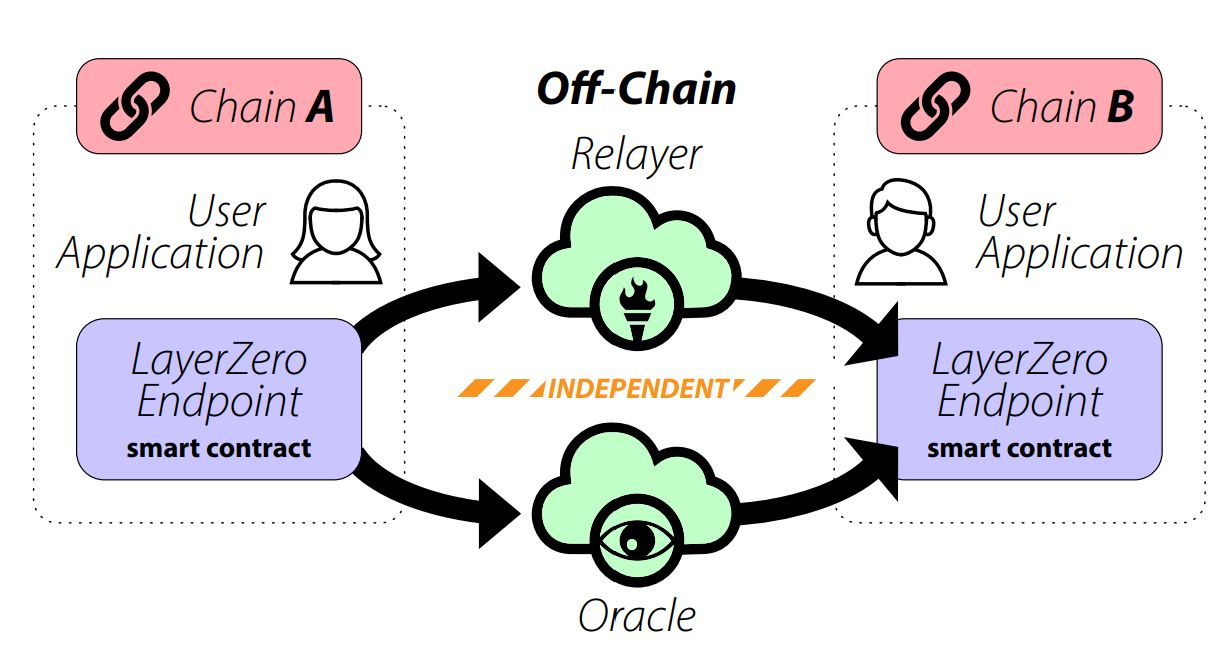 Chain A
User
Application
LayerZero
Endpoint
smart contract
Off-Chain
Relayer
INDEPENDENT
Oracle
Chain B
User
Application
LayerZero
Endpoint
smart contract